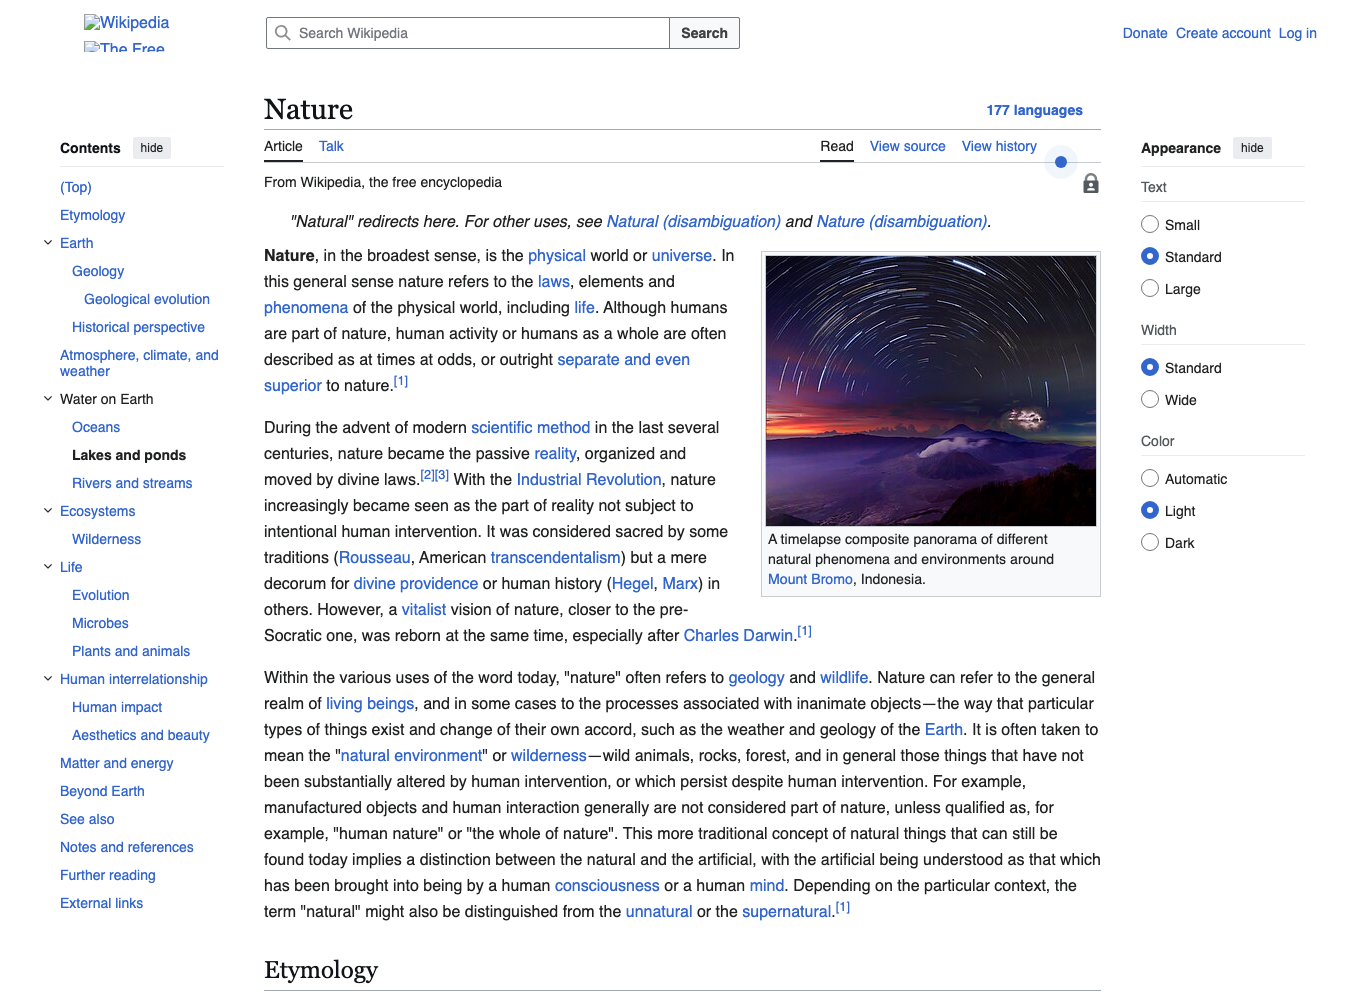 Wikipedia
The Free
Search Wikipedia
Search
Donate Create account Log in
Contents hide
(Top)
Etymology
Earth
Geology
Geological evolution
Historical perspective
Atmosphere, climate, and
weather
Water on Earth
Oceans
Lakes and ponds
Rivers and streams
Ecosystems
Wilderness
Life
Evolution
Microbes
Plants and animals
Human interrelationship
Human impact
Aesthetics and beauty
Matter and energy
Beyond Earth
See also
Notes and references
Further reading
External links
Nature
177 languages
Article Talk
Read View source View history
From Wikipedia, the free encyclopedia
"Natural" redirects here. For other uses, see Natural (disambiguation) and Nature (disambiguation).
Nature, in the broadest sense, is the physical world or universe. In
this general sense nature refers to the laws, elements and
phenomena of the physical world, including life. Although humans
are part of nature, human activity or humans as a whole are often
described as at times at odds, or outright separate and even
superior to nature.[1]
During the advent of modern scientific method in the last several
centuries, nature became the passive reality, organized and
moved by divine laws.[2][3] With the Industrial Revolution, nature
increasingly became seen as the part of reality not subject to
intentional human intervention. It was considered sacred by some
traditions (Rousseau, American transcendentalism) but a mere
decorum for divine providence or human history (Hegel, Marx) in
others. However, a vitalist vision of nature, closer to the pre-
Socratic one, was reborn at the same time, especially after Charles Darwin.[1]
A timelapse composite panorama of different
natural phenomena and environments around
Mount Bromo, Indonesia.
Within the various uses of the word today, "nature" often refers to geology and wildlife. Nature can refer to the general
realm of living beings, and in some cases to the processes associated with inanimate objects—the way that particular
types of things exist and change of their own accord, such as the weather and geology of the Earth. It is often taken to
mean the "natural environment" or wilderness—wild animals, rocks, forest, and in general those things that have not
been substantially altered by human intervention, or which persist despite human intervention. For example,
manufactured objects and human interaction generally are not considered part of nature, unless qualified as, for
example, "human nature" or "the whole of nature". This more traditional concept of natural things that can still be
found today implies a distinction between the natural and the artificial, with the artificial being understood as that which
has been brought into being by a human consciousness or a human mind. Depending on the particular context, the
term "natural" might also be distinguished from the unnatural or the supernatural.[1]
Etymology
Appearance hide
Text
Small
Standard
Large
Width
Standard
Wide
Color
Automatic
Light
Dark